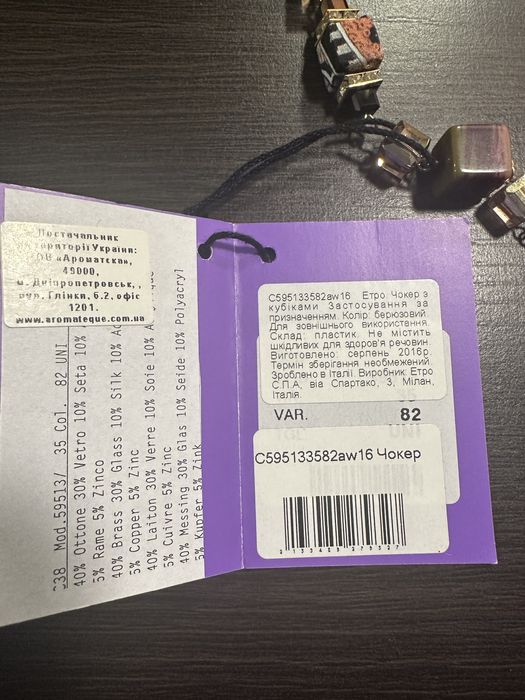 Постачальник
на території України:
ТОВ «Ароматека»,
49000,
м. Дніпропетровськ, ,
вул. Глінки, б.2, офіс
1201.
www.aromateque.com.ua
238 Mod.59513/ 35 Col. 82 UNI
40% Ottone 30% Vetro 10% Seta 10%
5% Rame 5% Zinco
40% Brass 30% Glass 10% Silk 10%
5% Copper 5% Zinc
40% Laiton 30% Verre 10% Soie 10%
5% Cuivre 5% Zinc
40% Messing 30% Glas 10% Seide 10% Polyacryl
5% Kupfer 5% Zink
C595133582aw16 Етро. Чокер з
кубіками Застосування за
призначенням. Колір: берюзовий.
Для зовнішнього використання.
Склад: пластик. Не містить
шкідливих для здоров'я речовин.
Виготовлено: серпень 2016р.
Термін зберігання необмежений.
Зроблено в Італії. Виробник: Етро
С.П.А, віа Спартако, 3, Мілан,
Італія.
VAR. 82
C595133582aw16 Чокер